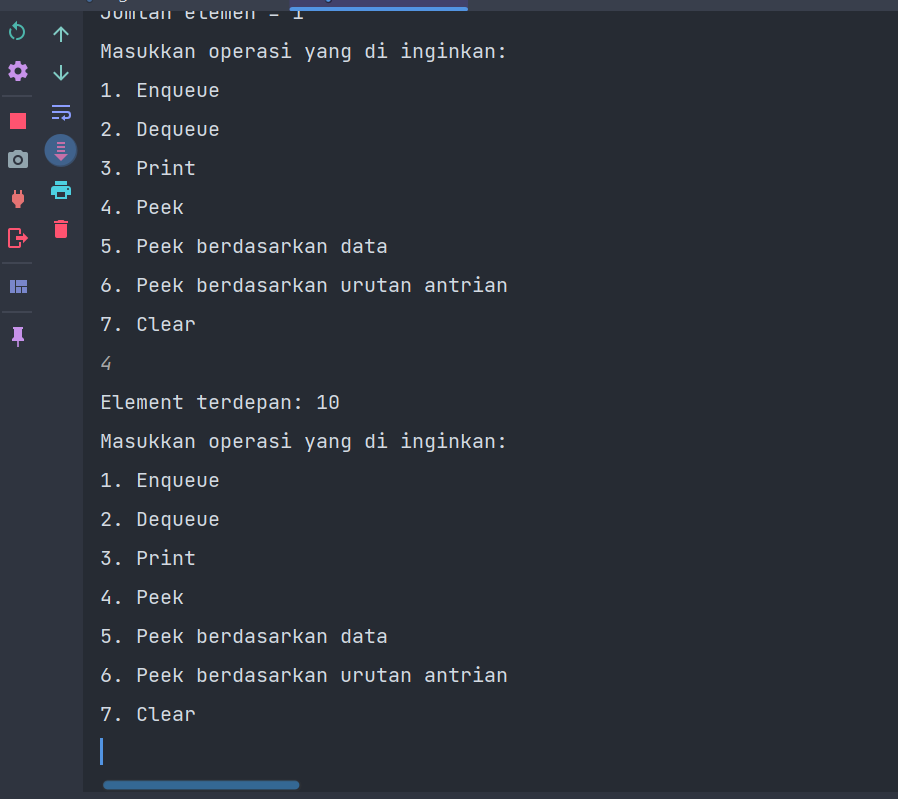 Jumlah elemen = 1
Masukkan operasi yang di inginkan:
1. Enqueue
2. Dequeue
3. Print
4. Peek
5. Peek berdasarkan data
6. Peek berdasarkan urutan antrian
7. Clear
4
Element terdepan: 10
Masukkan operasi yang di inginkan:
1. Enqueue
2. Dequeue
3. Print
4. Peek
5. Peek berdasarkan data
6. Peek berdasarkan urutan antrian
7. Clear